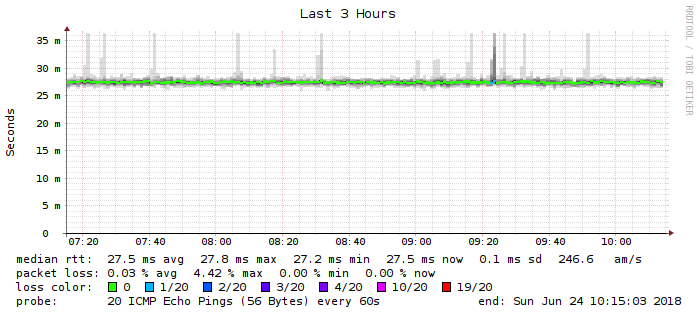 Last 3 Hours
RRDTOOL / TOBI OETIKER
Seconds
35 m
30 m
25 m
20 m
15 m
10 m
5 m
0
07:20 07:40 08:00 08:20 08:40 09:00 09:20 09:40 10:00
median rtt: 27.5 ms avg 27.8 ms max 27.2 ms min 27.5 ms now 0.1 ms sd 246.6 am/s
packet loss: 0.03 % avg 4.42 % max 0.00 % min 0.00 % now
loss color: 0 1/20 2/20 3/20 4/20 10/20 19/20
probe: 20 ICMP Echo Pings (56 Bytes) every 60s end: Sun Jun 24 10:15:03 2018